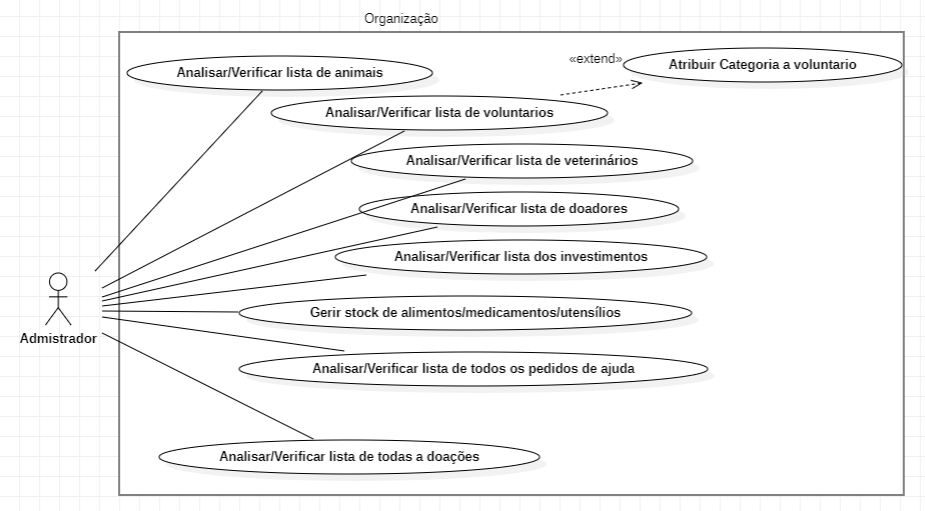 Organização
«extend»
Atribuir Categoria a voluntario
Analisar/Verificar lista de animais
Analisar/Verificar lista de voluntarios
Analisar/Verificar lista de veterinários
Analisar/Verificar lista de doadores
Analisar/Verificar lista dos investimentos
Gerir stock de alimentos/medicamentos/utensílios
Admistrador
Analisar/Verificar lista de todos os pedidos de ajuda
Analisar/Verificar lista de todas a doações